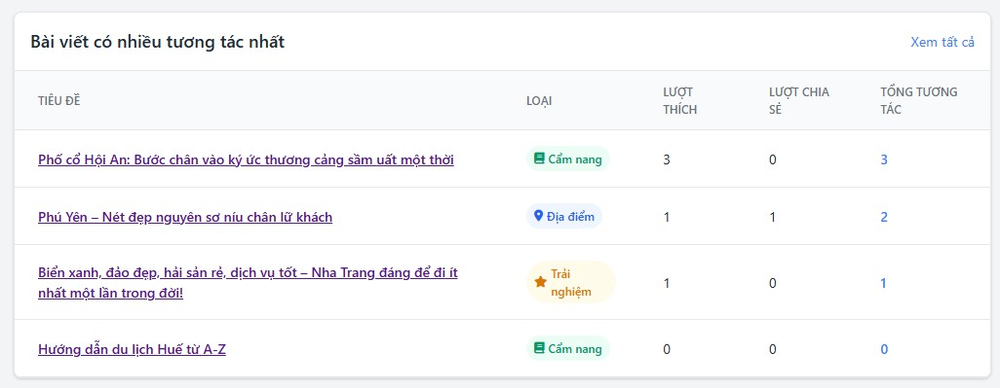 Bài viết có nhiều tương tác nhất
Xem tất cả
TIÊU ĐỀ
LOẠI
LƯỢT THÍCH
LƯỢT CHIA SẺ
TỔNG TƯƠNG TÁC
Phố cổ Hội An: Bước chân vào ký ức thương cảng sầm uất một thời
Cẩm nang
3
0
3
Phú Yên – Nét đẹp nguyên sơ níu chân lữ khách
Địa điểm
1
1
2
Biển xanh, đảo đẹp, hải sản rẻ, dịch vụ tốt – Nha Trang đáng để đi ít
nhất một lần trong đời!
Trải
nghiệm
1
0
1
Hướng dẫn du lịch Huế từ A-Z
Cẩm nang
0
0
0